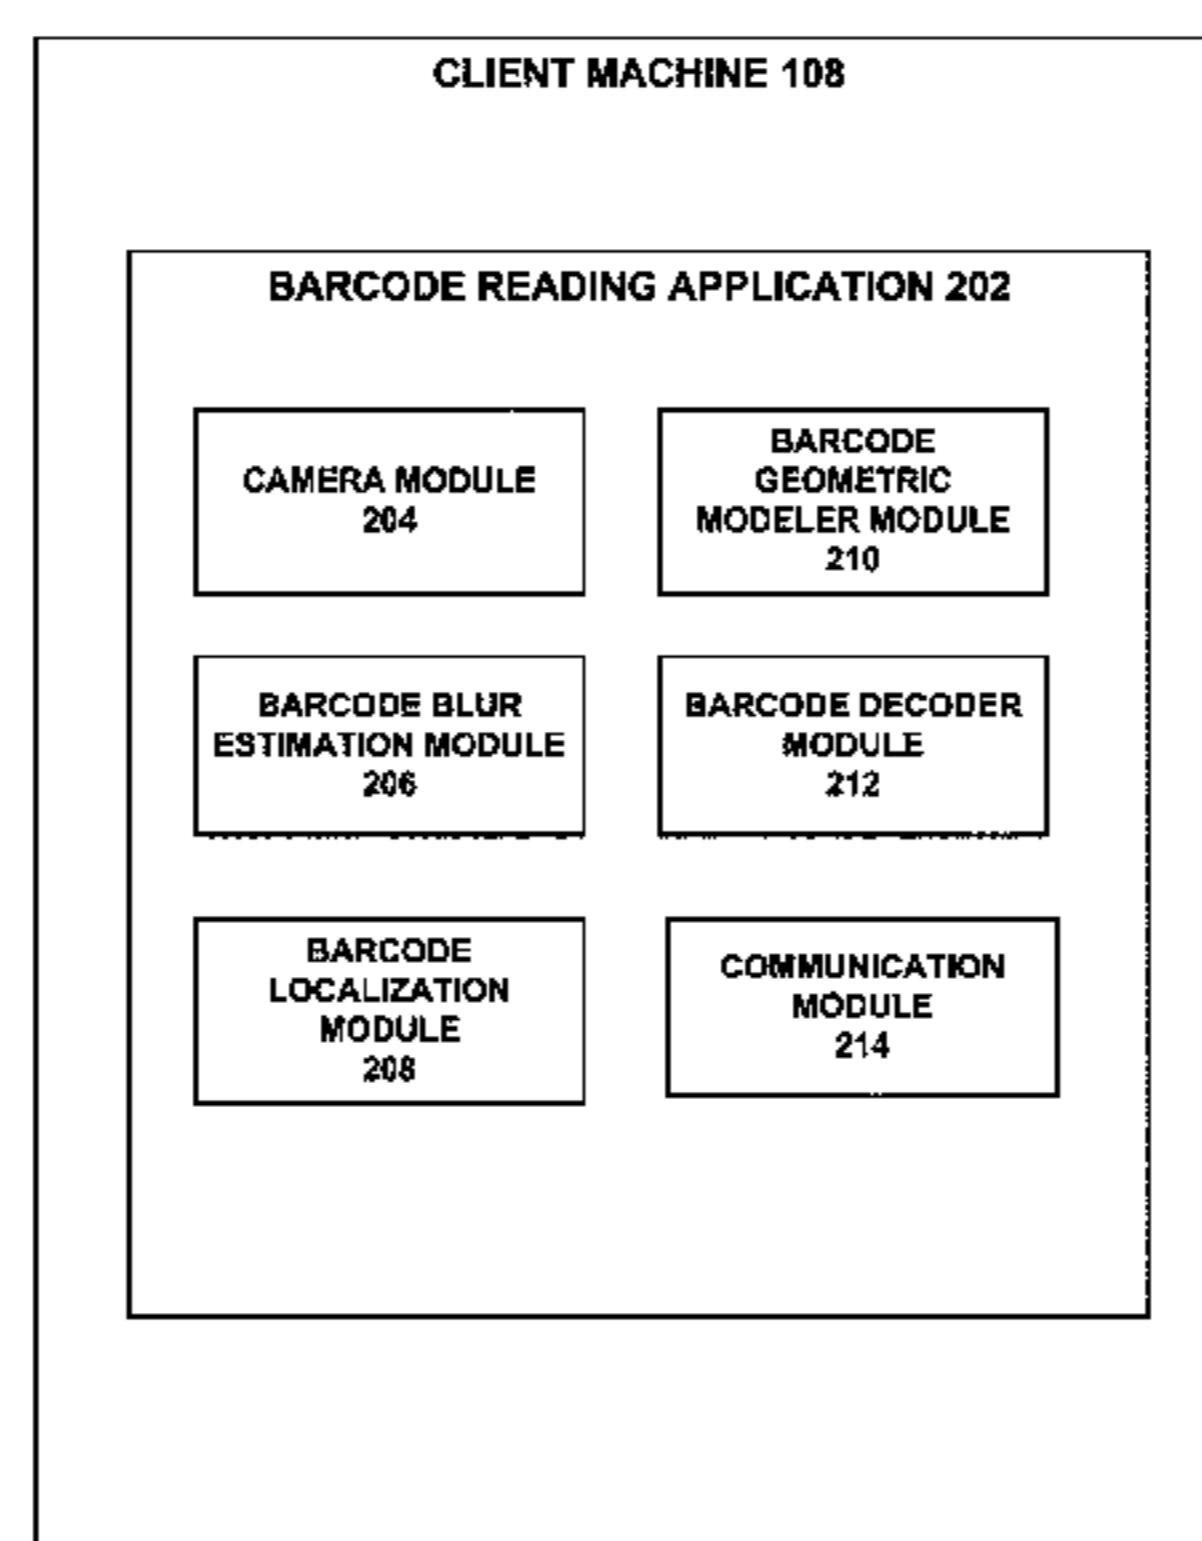 CLIENT MACHINE 108
BARCODE READING APPLICATION 202
CAMERA MODULE
204
BARCODE
GEOMETRIC
MODELER MODULE
210
BARCODE BLUR
ESTIMATION MODULE
206
BARCODE DECODER
MODULE
212
BARCODE
LOCALIZATION
MODULE
208
COMMUNICATION
MODULE
214